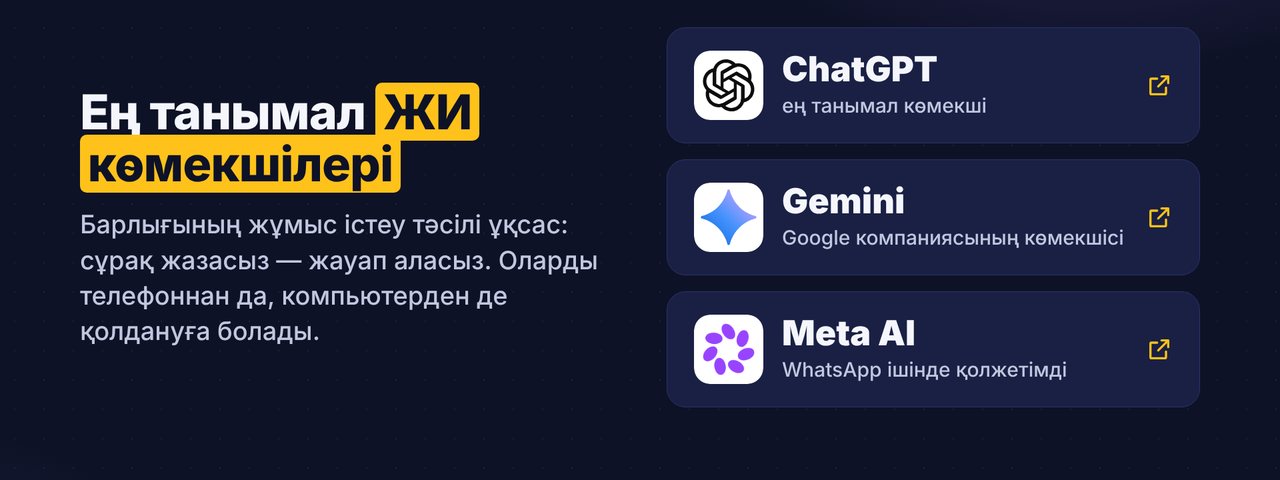 Ең танымал ЖИ
көмекшілері
Барлығының жұмыс істеу тәсілі ұқсас:
сұрақ жазасыз — жауап аласыз. Оларды
телефоннан да, компьютерден де
қолдануға болады.
ChatGPT
ең танымал көмекші
Gemini
Google компаниясының көмекшісі
Meta AI
WhatsApp ішінде қолжетімді